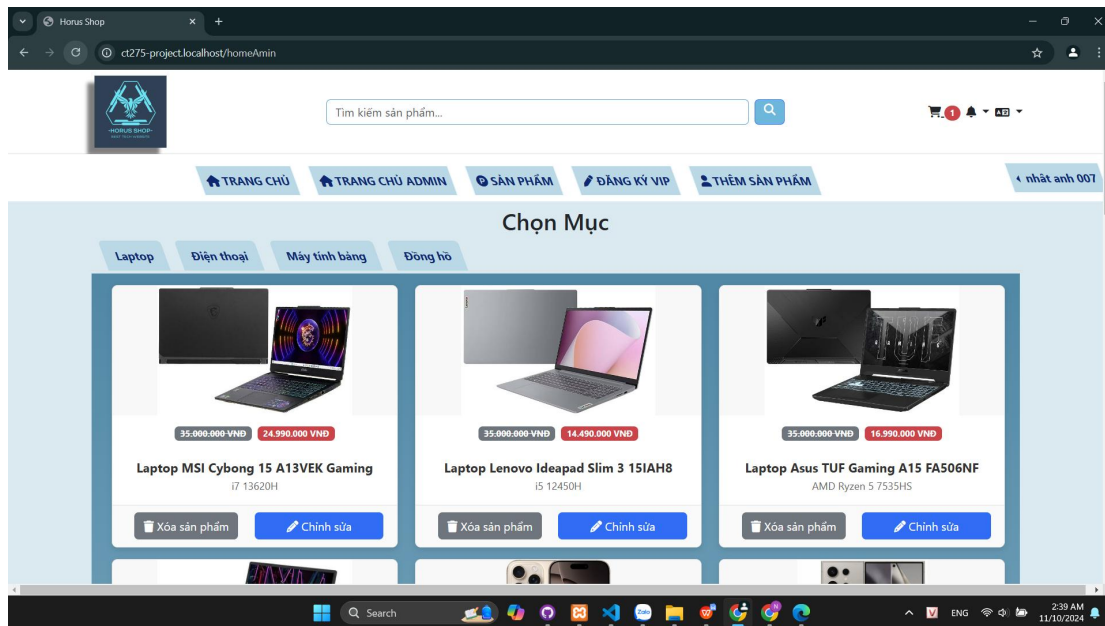 Horus Shop
ct275-project.localhost/homeAmin
-HORUS SHOP-
BEST TECH WEBSITE
Tìm kiếm sản phẩm...
1
TRANG CHỦ
TRANG CHỦ ADMIN
SẢN PHẨM
ĐĂNG KÝ VIP
THÊM SẢN PHẨM
nhât anh 007
Chọn Mục
Laptop
Điện thoại
Máy tính bảng
Đồng hồ
35.000.000 VNĐ 24.990.000 VNĐ
Laptop MSI Cybong 15 A13VEK Gaming
i7 13620H
Xóa sản phẩm
Chỉnh sửa
35.000.000 VNĐ 14.490.000 VNĐ
Laptop Lenovo Ideapad Slim 3 15IAH8
i5 12450H
Xóa sản phẩm
Chỉnh sửa
35.000.000 VNĐ 16.990.000 VNĐ
Laptop Asus TUF Gaming A15 FA506NF
AMD Ryzen 5 7535HS
Xóa sản phẩm
Chỉnh sửa
Search
Zalo
V
ENG
2:39 AM
11/10/2024